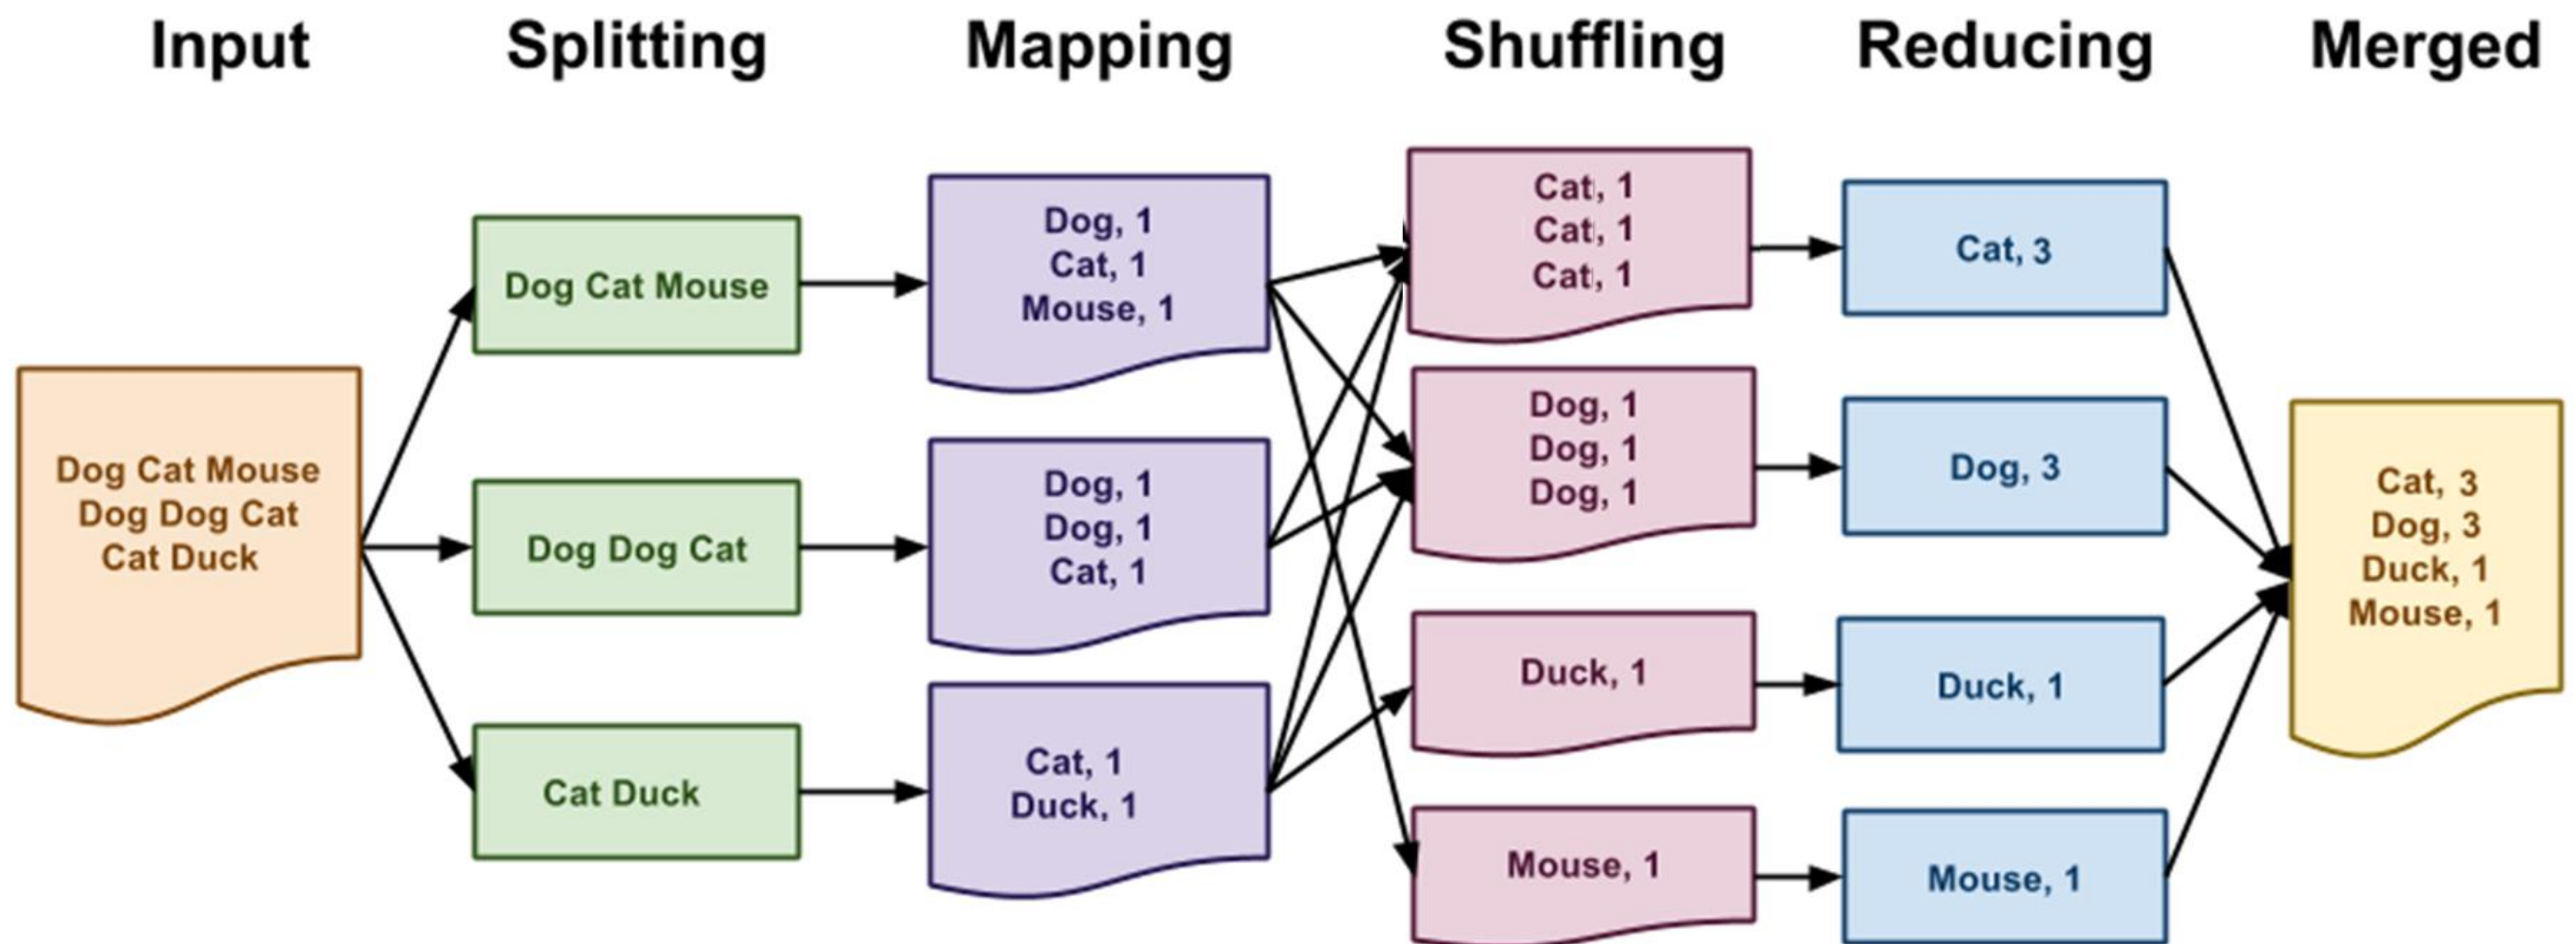 Input
Splitting
Mapping
Shuffling
Reducing
Merged
Dog Cat Mouse
Dog Dog Cat
Cat Duck
Dog Cat Mouse
Dog Dog Cat
Cat Duck
Dog, 1
Cat, 1
Mouse, 1
Dog, 1
Dog, 1
Cat, 1
Cat, 1
Duck, 1
Cat, 1
Cat, 1
Cat, 1
Dog, 1
Dog, 1
Dog, 1
Duck, 1
Mouse, 1
Cat, 3
Dog, 3
Duck, 1
Mouse, 1
Cat, 3
Dog, 3
Duck, 1
Mouse, 1